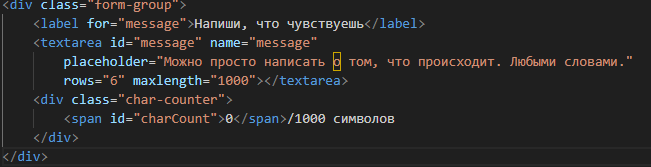 <div class="form-group">
<label for="message">Напиши, что чувствуешь</label>
<textarea id="message" name="message"
placeholder="Можно просто написать о том, что происходит. Любыми словами."
rows="6" maxlength="1000"></textarea>
<div class="char-counter">
<span id="charCount">0</span>/1000 символов
</div>
</div>